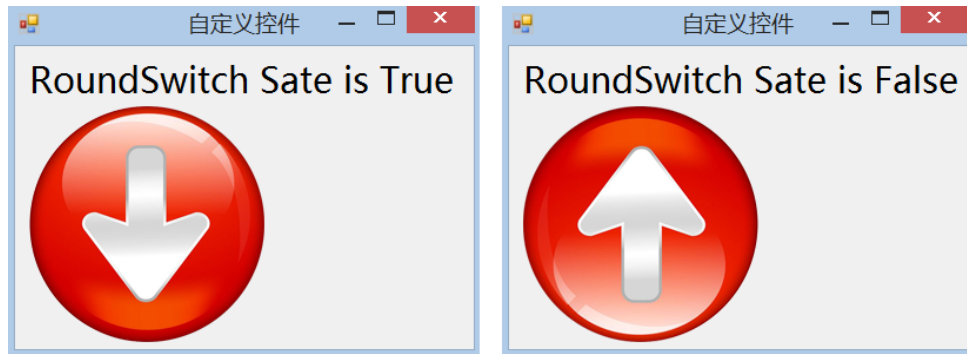 自定义控件
RoundSwitch Sate is True
自定义控件
RoundSwitch Sate is False